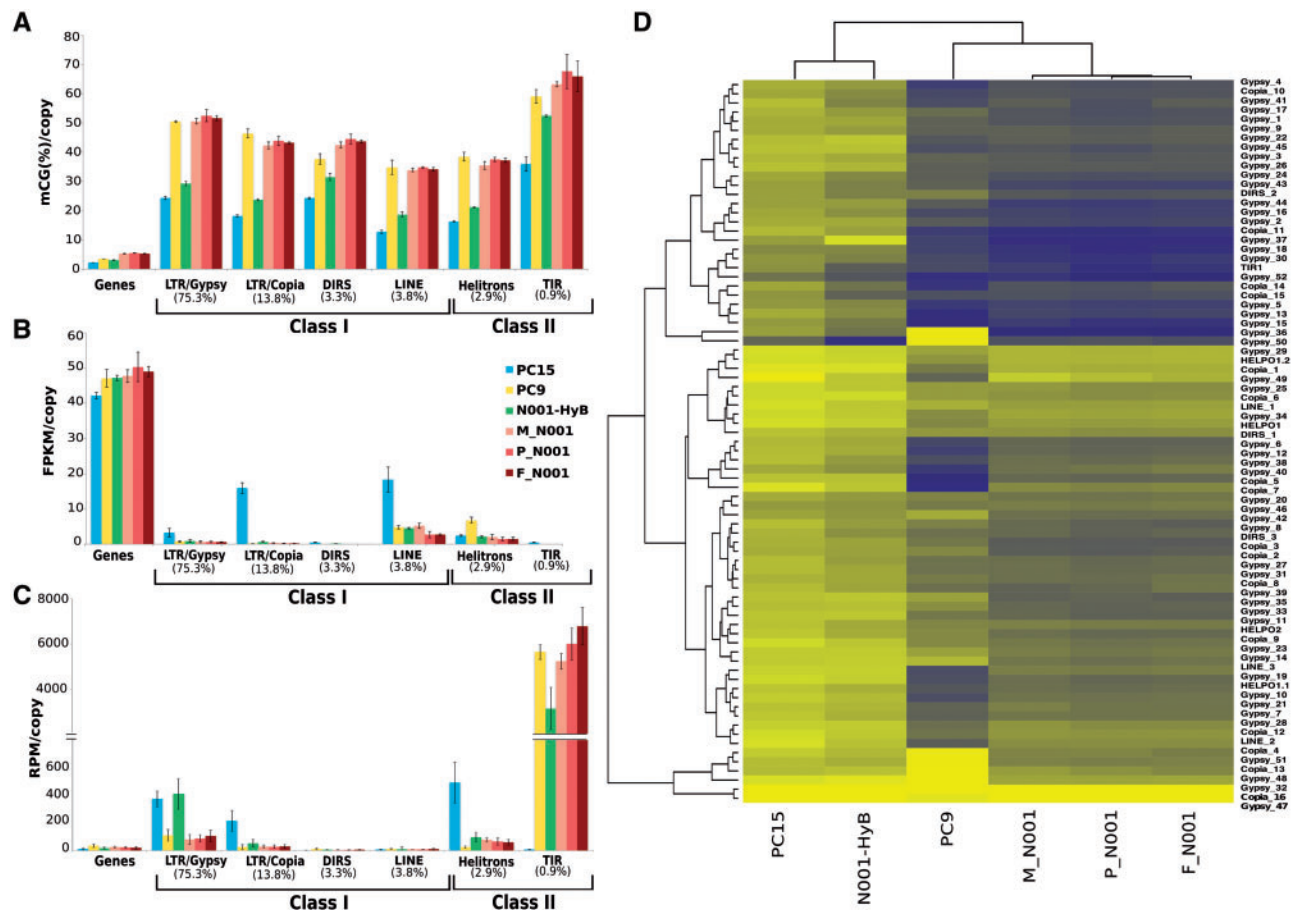 A
80
70
60
50
40
30
20
10
0
mCG(%)/copy
Genes
LTR/Gypsy
(75.3%)
LTR/Copia
(13.8%)
DIRS
(3.3%)
LINE
(3.8%)
Helitrons
(2.9%)
TIR
(0.9%)
Class I
Class II
B
60
50
40
30
20
10
0
FPKM/copy
PC15
PC9
N001-HyB
M_N001
P_N001
F_N001
Genes
LTR/Gypsy
(75.3%)
LTR/Copia
(13.8%)
DIRS
(3.3%)
LINE
(3.8%)
Helitrons
(2.9%)
TIR
(0.9%)
Class I
Class II
C
8000
6000
4000
600
400
200
0
RPM/copy
Genes
LTR/Gypsy
(75.3%)
LTR/Copia
(13.8%)
DIRS
(3.3%)
LINE
(3.8%)
Helitrons
(2.9%)
TIR
(0.9%)
Class I
Class II
D
Gypsy_4
Copia_10
Gypsy_41
Gypsy_17
Gypsy_1
Gypsy_9
Gypsy_22
Gypsy_45
Gypsy_3
Gypsy_26
Gypsy_24
Gypsy_43
DIRS_2
Gypsy_44
Gypsy_16
Gypsy_2
Copia_11
Gypsy_37
Gypsy_18
Gypsy_30
TIR1
Gypsy_52
Copia_14
Copia_15
Gypsy_5
Gypsy_13
Gypsy_15
Gypsy_36
Gypsy_50
Gypsy_29
HELPO1.2
Copia_1
Gypsy_49
Gypsy_25
Copia_6
LINE_1
Gypsy_34
HELPO1
DIRS_1
Gypsy_6
Gypsy_12
Gypsy_38
Gypsy_40
Copia_5
Copia_7
Gypsy_20
Gypsy_46
Gypsy_42
Gypsy_8
DIRS_3
Copia_3
Copia_2
Gypsy_27
Gypsy_31
Copia_8
Gypsy_39
Gypsy_35
Gypsy_33
Gypsy_11
HELPO2
Copia_9
Gypsy_23
Gypsy_14
LINE_3
Gypsy_19
HELPO1.1
Gypsy_10
Gypsy_21
Gypsy_7
Gypsy_28
Copia_12
LINE_2
Copia_4
Gypsy_51
Copia_13
Gypsy_48
Gypsy_32
Copia_16
Gypsy_47
PC15
N001-HyB
PC9
M_N001
P_N001
F_N001